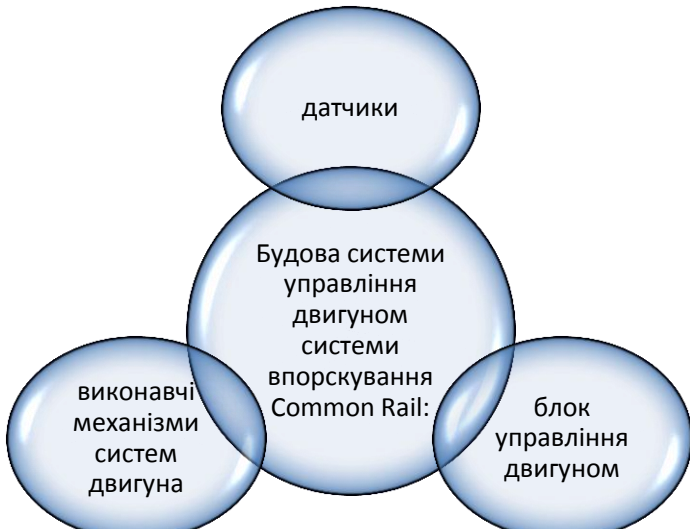 датчики
Будова системи
управління
двигуном
системи
впорскування
Common Rail:
виконавчі
механізми
систем
двигуна
блок
управління
двигуном